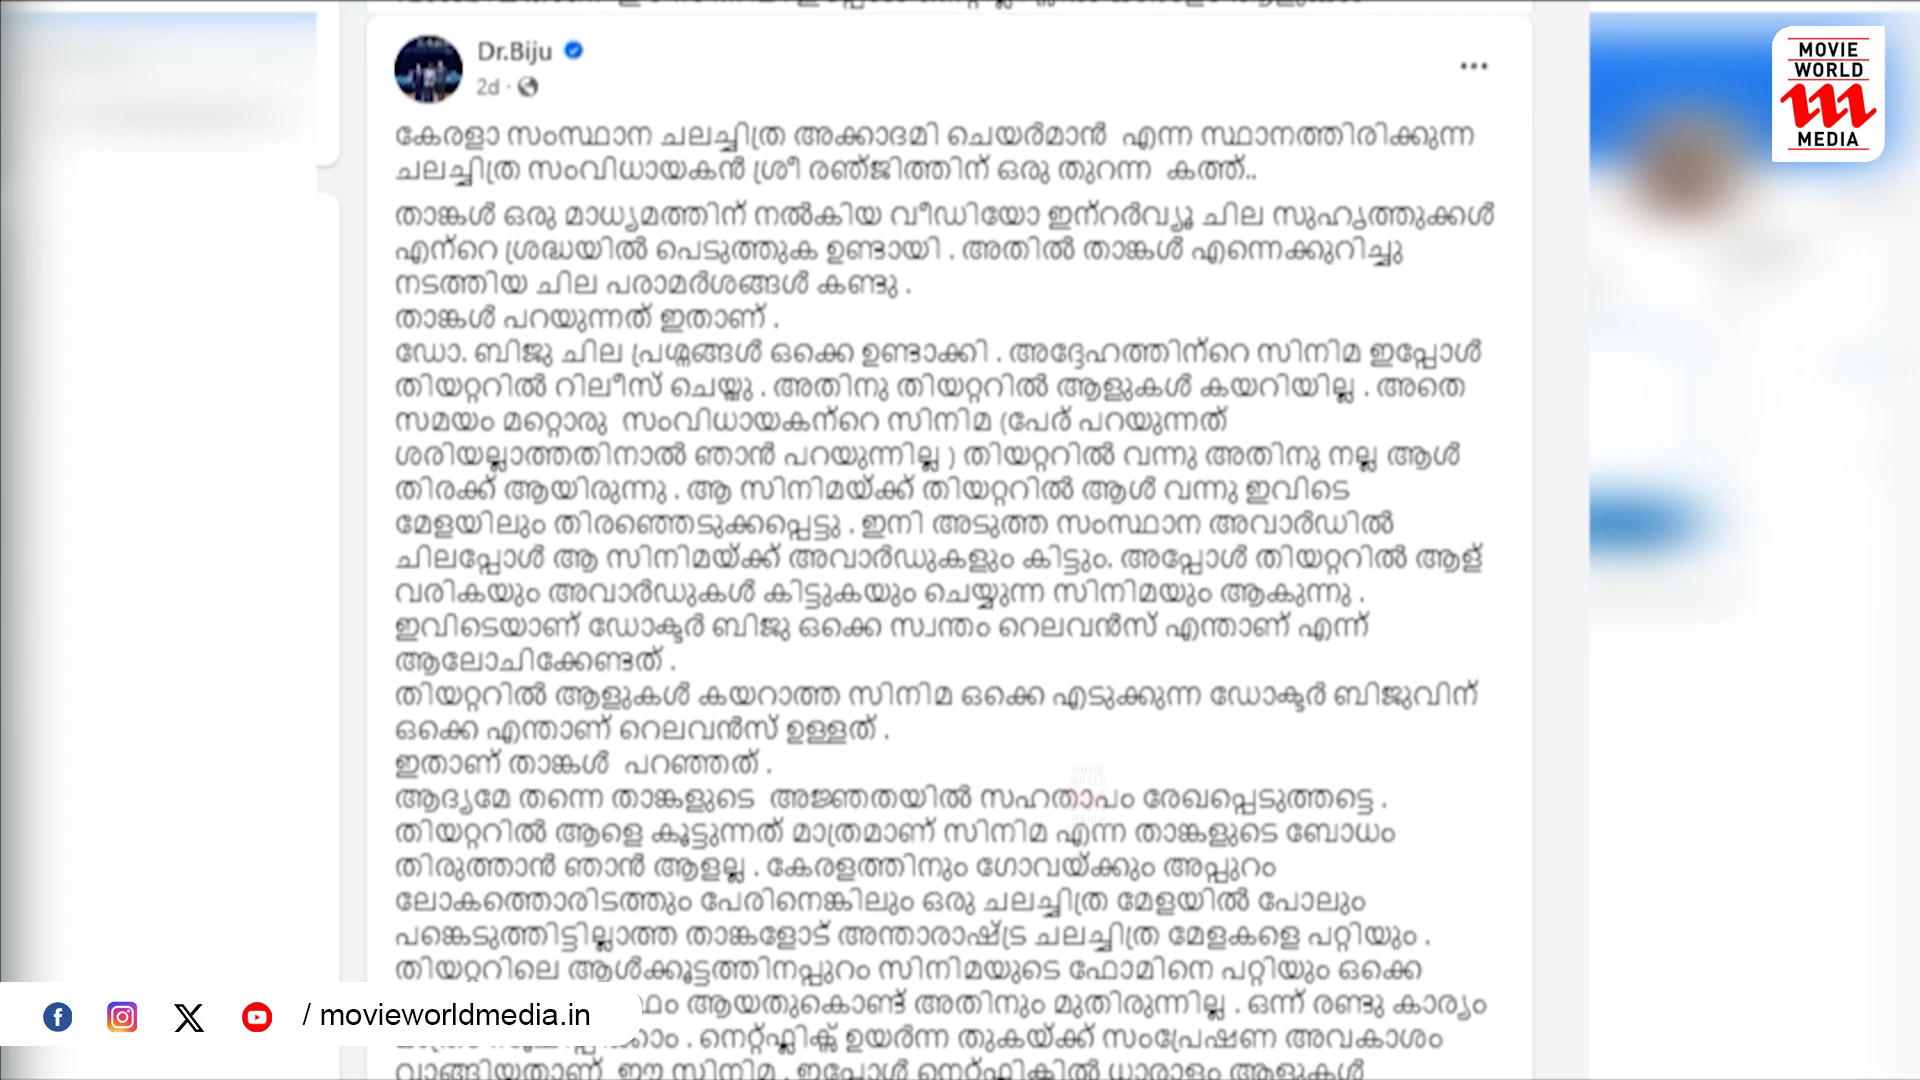 Dr.Biju
2d
കേരളാ സംസ്ഥാന ചലച്ചിത്ര അക്കാദമി ചെയർമാൻ എന്ന സ്ഥാനത്തിരിക്കുന്ന
ചലച്ചിത്ര സംവിധായകൻ ശ്രീ രഞ്ജിത്തിന് ഒരു തുറന്ന കത്ത്..
താങ്കൾ ഒരു മാധ്യമത്തിന് നൽകിയ വീഡിയോ ഇന്റർവ്യൂ ചില സുഹൃത്തുക്കൾ
എന്റെ ശ്രദ്ധയിൽ പെടുത്തുക ഉണ്ടായി . അതിൽ താങ്കൾ എന്നെക്കുറിച്ചു
നടത്തിയ ചില പരാമർശങ്ങൾ കണ്ടു .
താങ്കൾ പറയുന്നത് ഇതാണ് .
ഡോ. ബിജു ചില പ്രശ്നങ്ങൾ ഒക്കെ ഉണ്ടാക്കി . അദ്ദേഹത്തിന്റെ സിനിമ ഇപ്പോൾ
തിയറ്ററിൽ റിലീസ് ചെയ്തു . അതിനു തിയറ്ററിൽ ആളുകൾ കയറിയില്ല . അതെ
സമയം മറ്റൊരു സംവിധായകന്റെ സിനിമ (പേര് പറയുന്നത്
ശരിയല്ലാത്തതിനാൽ ഞാൻ പറയുന്നില്ല ) തിയറ്ററിൽ വന്നു അതിനു നല്ല ആൾ
തിരക്ക് ആയിരുന്നു . ആ സിനിമയ്ക്ക് തിയറ്ററിൽ ആൾ വന്നു ഇവിടെ
മേളയിലും തിരഞ്ഞെടുക്കപ്പെട്ടു . ഇനി അടുത്ത സംസ്ഥാന അവാർഡിൽ
ചിലപ്പോൾ ആ സിനിമയ്ക്ക് അവാർഡുകളും കിട്ടും. അപ്പോൾ തിയറ്ററിൽ ആള്
വരികയും അവാർഡുകൾ കിട്ടുകയും ചെയ്യുന്ന സിനിമയും ആകുന്നു .
ഇവിടെയാണ് ഡോക്ടർ ബിജു ഒക്കെ സ്വന്തം റെലവൻസ് എന്താണ് എന്ന്
ആലോചിക്കേണ്ടത് .
തിയറ്ററിൽ ആളുകൾ കയറാത്ത സിനിമ ഒക്കെ എടുക്കുന്ന ഡോക്ടർ ബിജുവിന്
ഒക്കെ എന്താണ് റെലവൻസ് ഉള്ളത് .
ഇതാണ് താങ്കൾ പറഞ്ഞത് .
ആദ്യമേ തന്നെ താങ്കളുടെ അജ്ഞതയിൽ സഹതാപം രേഖപ്പെടുത്തട്ടെ .
തിയറ്ററിൽ ആളെ കൂട്ടുന്നത് മാത്രമാണ് സിനിമ എന്ന താങ്കളുടെ ബോധം
തിരുത്താൻ ഞാൻ ആളല്ല . കേരളത്തിനും ഗോവയ്ക്കും അപ്പുറം
ലോകത്തൊരിടത്തും പേരിനെങ്കിലും ഒരു ചലച്ചിത്ര മേളയിൽ പോലും
പങ്കെടുത്തിട്ടില്ലാത്ത താങ്കളോട് അന്താരാഷ്ട്ര ചലച്ചിത്ര മേളകളെ പറ്റിയും .
തിയറ്ററിലെ ആൾക്കൂട്ടത്തിനപ്പുറം സിനിമയുടെ ഫോമിനെ പറ്റിയും ഒക്കെ
ആയതുകൊണ്ട് അതിനും മുതിരുന്നില്ല . ഒന്ന് രണ്ടു കാര്യം
നെറ്റ്ഫ്ലിക്സ് ഉയർന്ന തുകയ്ക്ക് സംപ്രേഷണ അവകാശം
വാങ്ങിയതാണ് ഈ സിനിമ . ഇപ്പോൾ നെറ്ഫ്ലിക്സിൽ ധാരാളം ആളുകൾ
MOVIE
WORLD
MEDIA
/ movieworldmedia.in